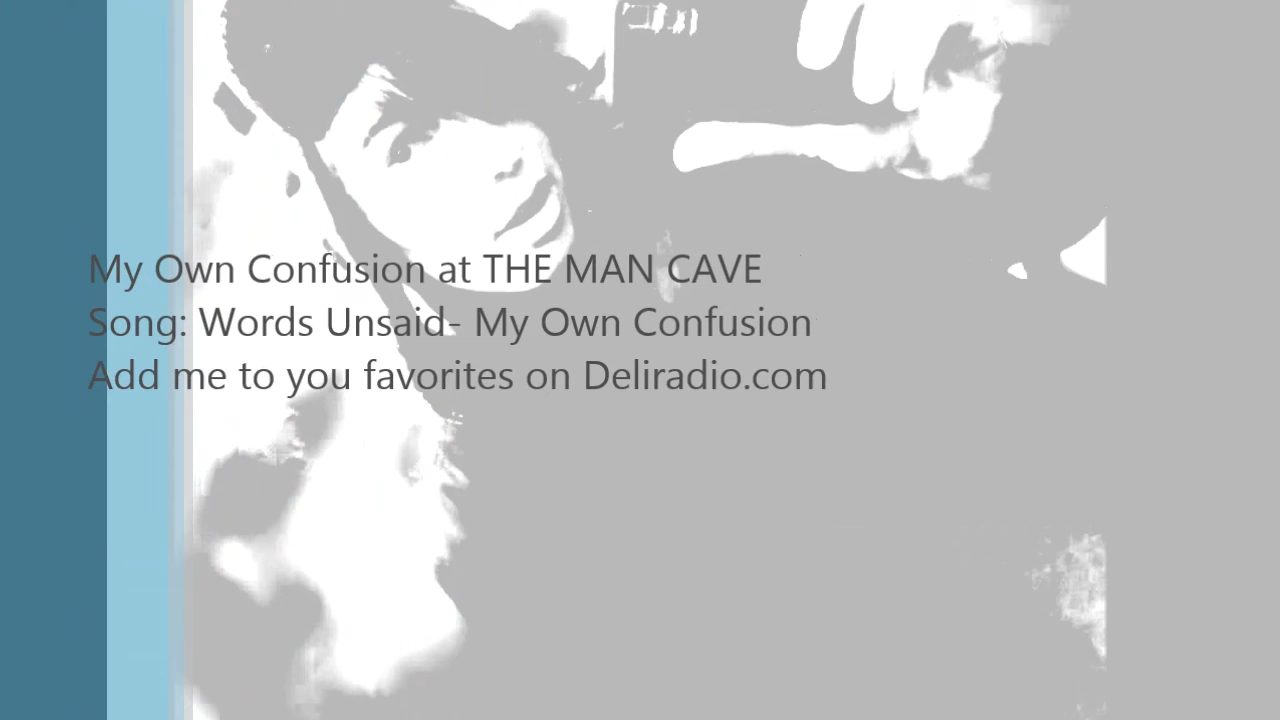 My Own Confusion at THE MAN CAVE
Song: Words Unsaid- My Own Confusion
Add me to you favorites on Deliradio.com